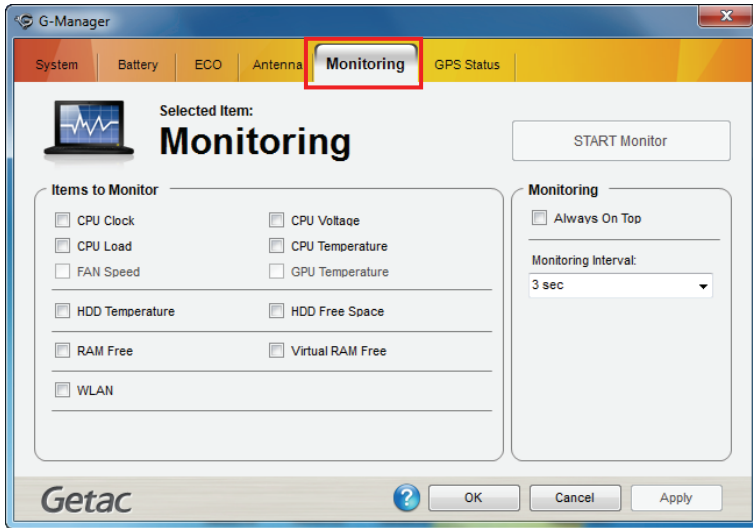 G-Manager
System Battery ECO Antenna Monitoring GPS Status
Selected Item:
Monitoring
START Monitor
Items to Monitor
CPU Clock CPU Voltage
CPU Load CPU Temperature
FAN Speed GPU Temperature
HDD Temperature HDD Free Space
RAM Free Virtual RAM Free
WLAN
Monitoring
Always On Top
Monitoring Interval:
3 sec
Getac
? OK Cancel Apply